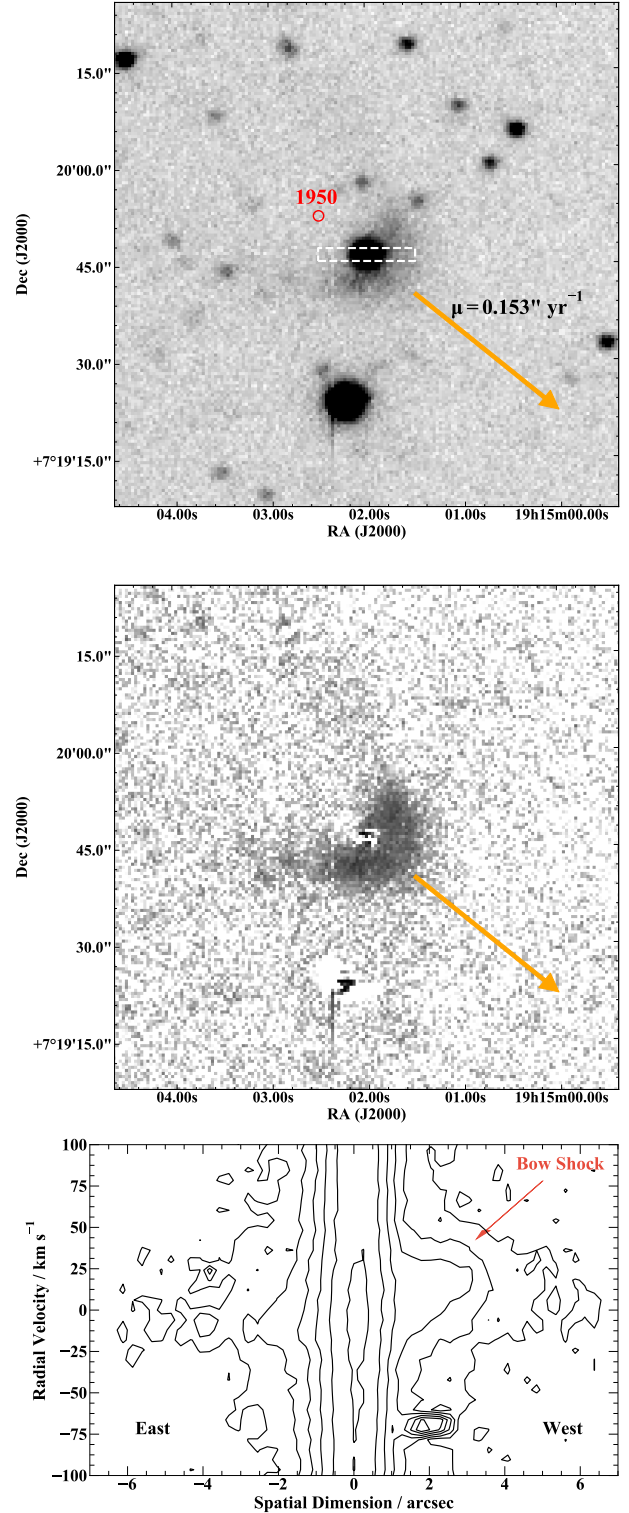 15.0"
20'00.0"
45.0"
30.0"
+7°19'15.0"
Dec (J2000)
1950
μ = 0.153" yr⁻¹
04.00s 03.00s 02.00s 01.00s 19h15m00.00s
RA (J2000)
15.0"
20'00.0"
45.0"
30.0"
+7°19'15.0"
Dec (J2000)
04.00s 03.00s 02.00s 01.00s 19h15m00.00s
RA (J2000)
100
75
50
25
0
−25
−50
−75
−100
Radial Velocity / km s⁻¹
Bow Shock
East
West
−6 −4 −2 0 2 4 6
Spatial Dimension / arcsec